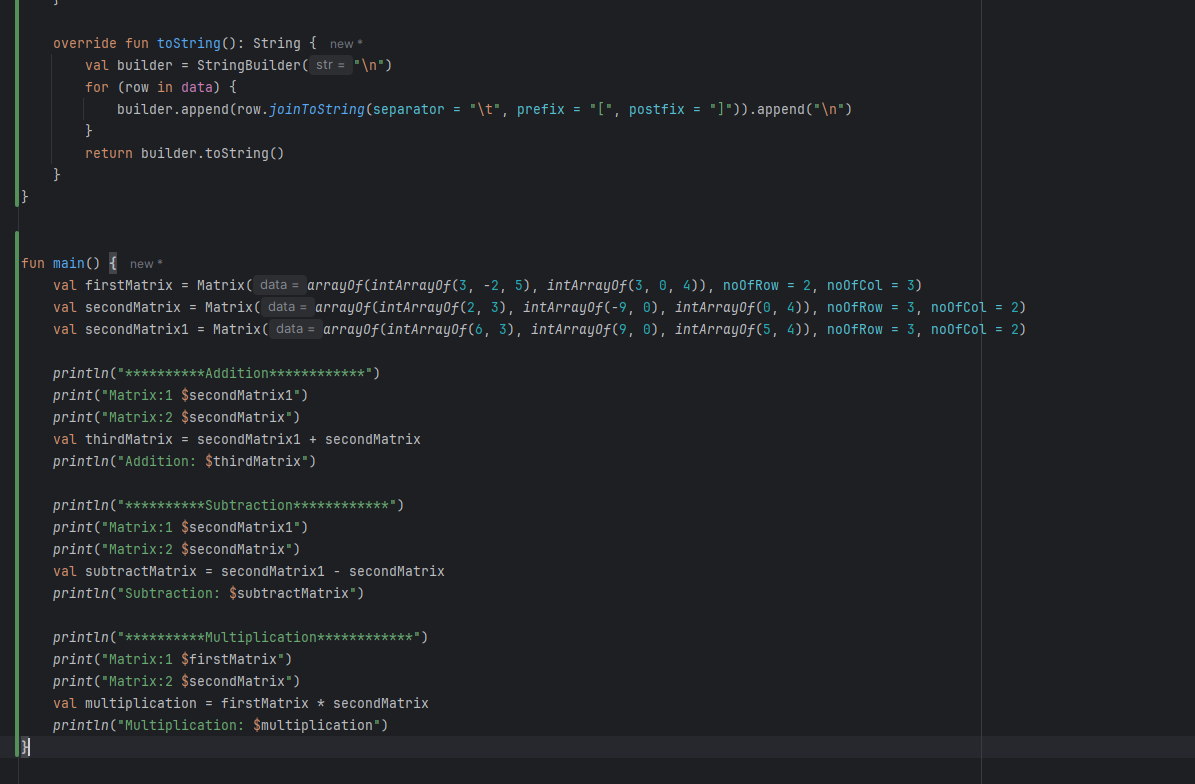 }
override fun toString(): String { new *
val builder = StringBuilder( str = "\n")
for (row in data) {
builder.append(row.joinToString(separator = "\t", prefix = "[", postfix = "]")).append("\n")
}
return builder.toString()
}
}
fun main() { new *
val firstMatrix = Matrix( data = arrayOf(intArrayOf(3, -2, 5), intArrayOf(3, 0, 4)), noOfRow = 2, noOfCol = 3)
val secondMatrix = Matrix( data = arrayOf(intArrayOf(2, 3), intArrayOf(-9, 0), intArrayOf(0, 4)), noOfRow = 3, noOfCol = 2)
val secondMatrix1 = Matrix( data = arrayOf(intArrayOf(6, 3), intArrayOf(9, 0), intArrayOf(5, 4)), noOfRow = 3, noOfCol = 2)
println("**********Addition************")
print("Matrix:1 $secondMatrix1")
print("Matrix:2 $secondMatrix")
val thirdMatrix = secondMatrix1 + secondMatrix
println("Addition: $thirdMatrix")
println("**********Subtraction************")
print("Matrix:1 $secondMatrix1")
print("Matrix:2 $secondMatrix")
val subtractMatrix = secondMatrix1 - secondMatrix
println("Subtraction: $subtractMatrix")
println("**********Multiplication************")
print("Matrix:1 $firstMatrix")
print("Matrix:2 $secondMatrix")
val multiplication = firstMatrix * secondMatrix
println("Multiplication: $multiplication")
}